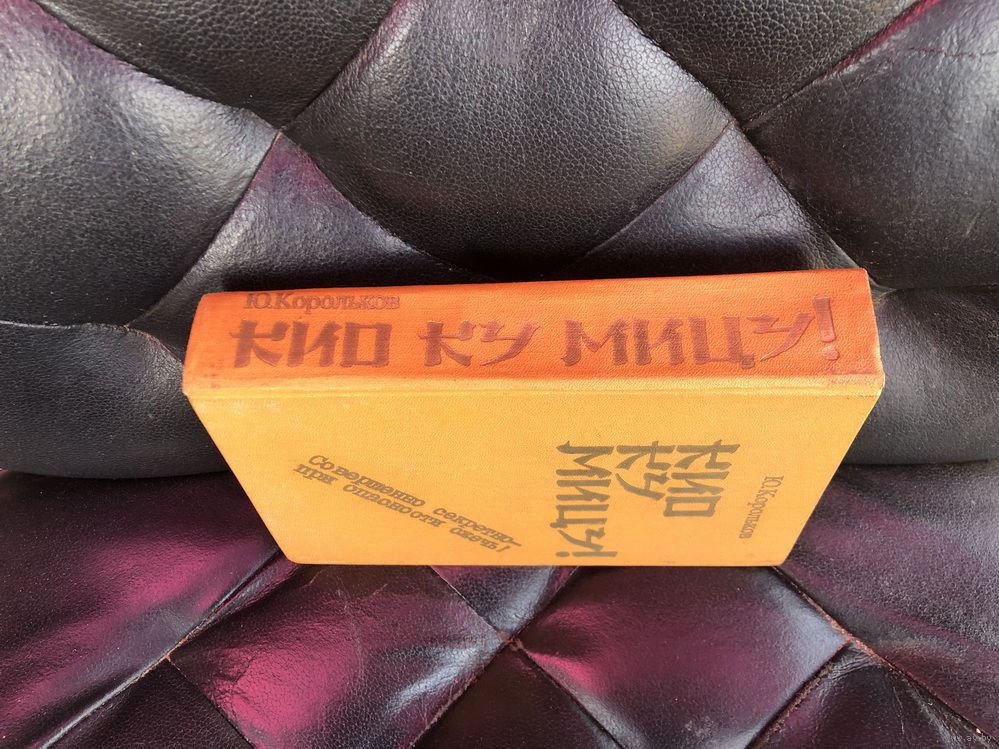 Ю.Корольков
КИО КУ МИЦУ!
Ю.Корольков
КИО
КУ
МИЦУ!
Совершенно секретно—
при опасности сжечь!